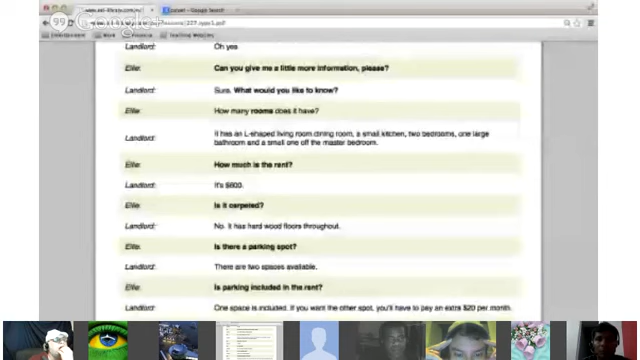 Landlord: Oh yes
Ellie: Can you give me a little more information, please?
Landlord: Sure. What would you like to know?
Ellie: How many rooms does it have?
Landlord: It has an L-shaped living room dining room, a small kitchen, two bedrooms, one large
bathroom and a small one off the master bedroom.
Ellie: How much is the rent?
Landlord: It's $600.
Ellie: Is it carpeted?
Landlord: No. It has hard wood floors throughout.
Ellie: Is there a parking spot?
Landlord: There are two spaces available.
Ellie: Is parking included in the rent?
Landlord: One space is included. If you want the other spot, you'll have to pay an extra $20 per month.